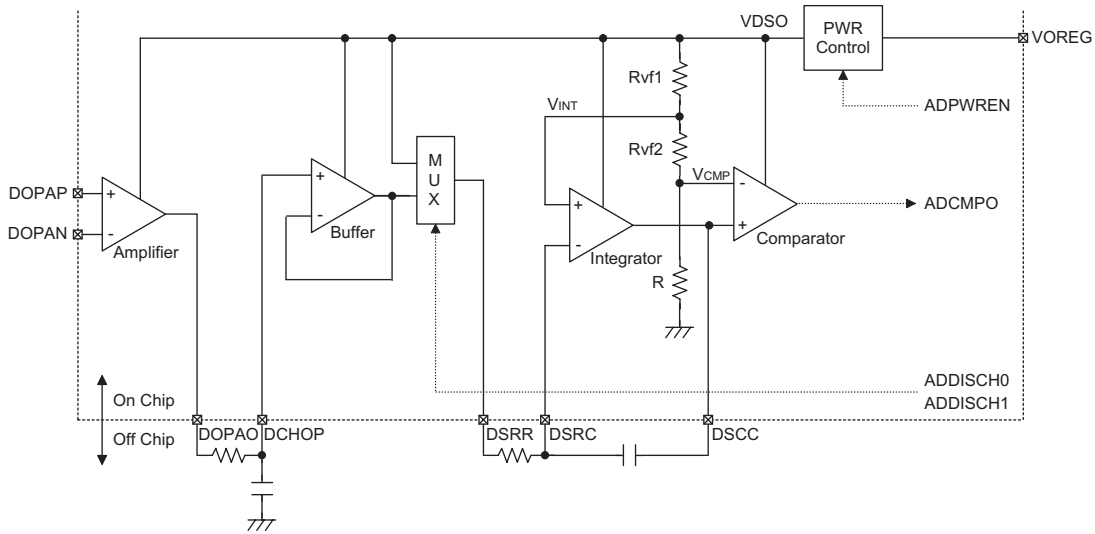 VDSO
PWR
Control
VOREG
ADPWREN
Rvf1
VINT
Rvf2
VCMP
M
U
X
DOPAP
+
DOPAN
-
Amplifier
+
-
Buffer
+
-
Integrator
-
+
Comparator
ADCMPO
R
ADDISCH0
ADDISCH1
On Chip
Off Chip
DOPAO
DCHOP
DSRR
DSRC
DSCC